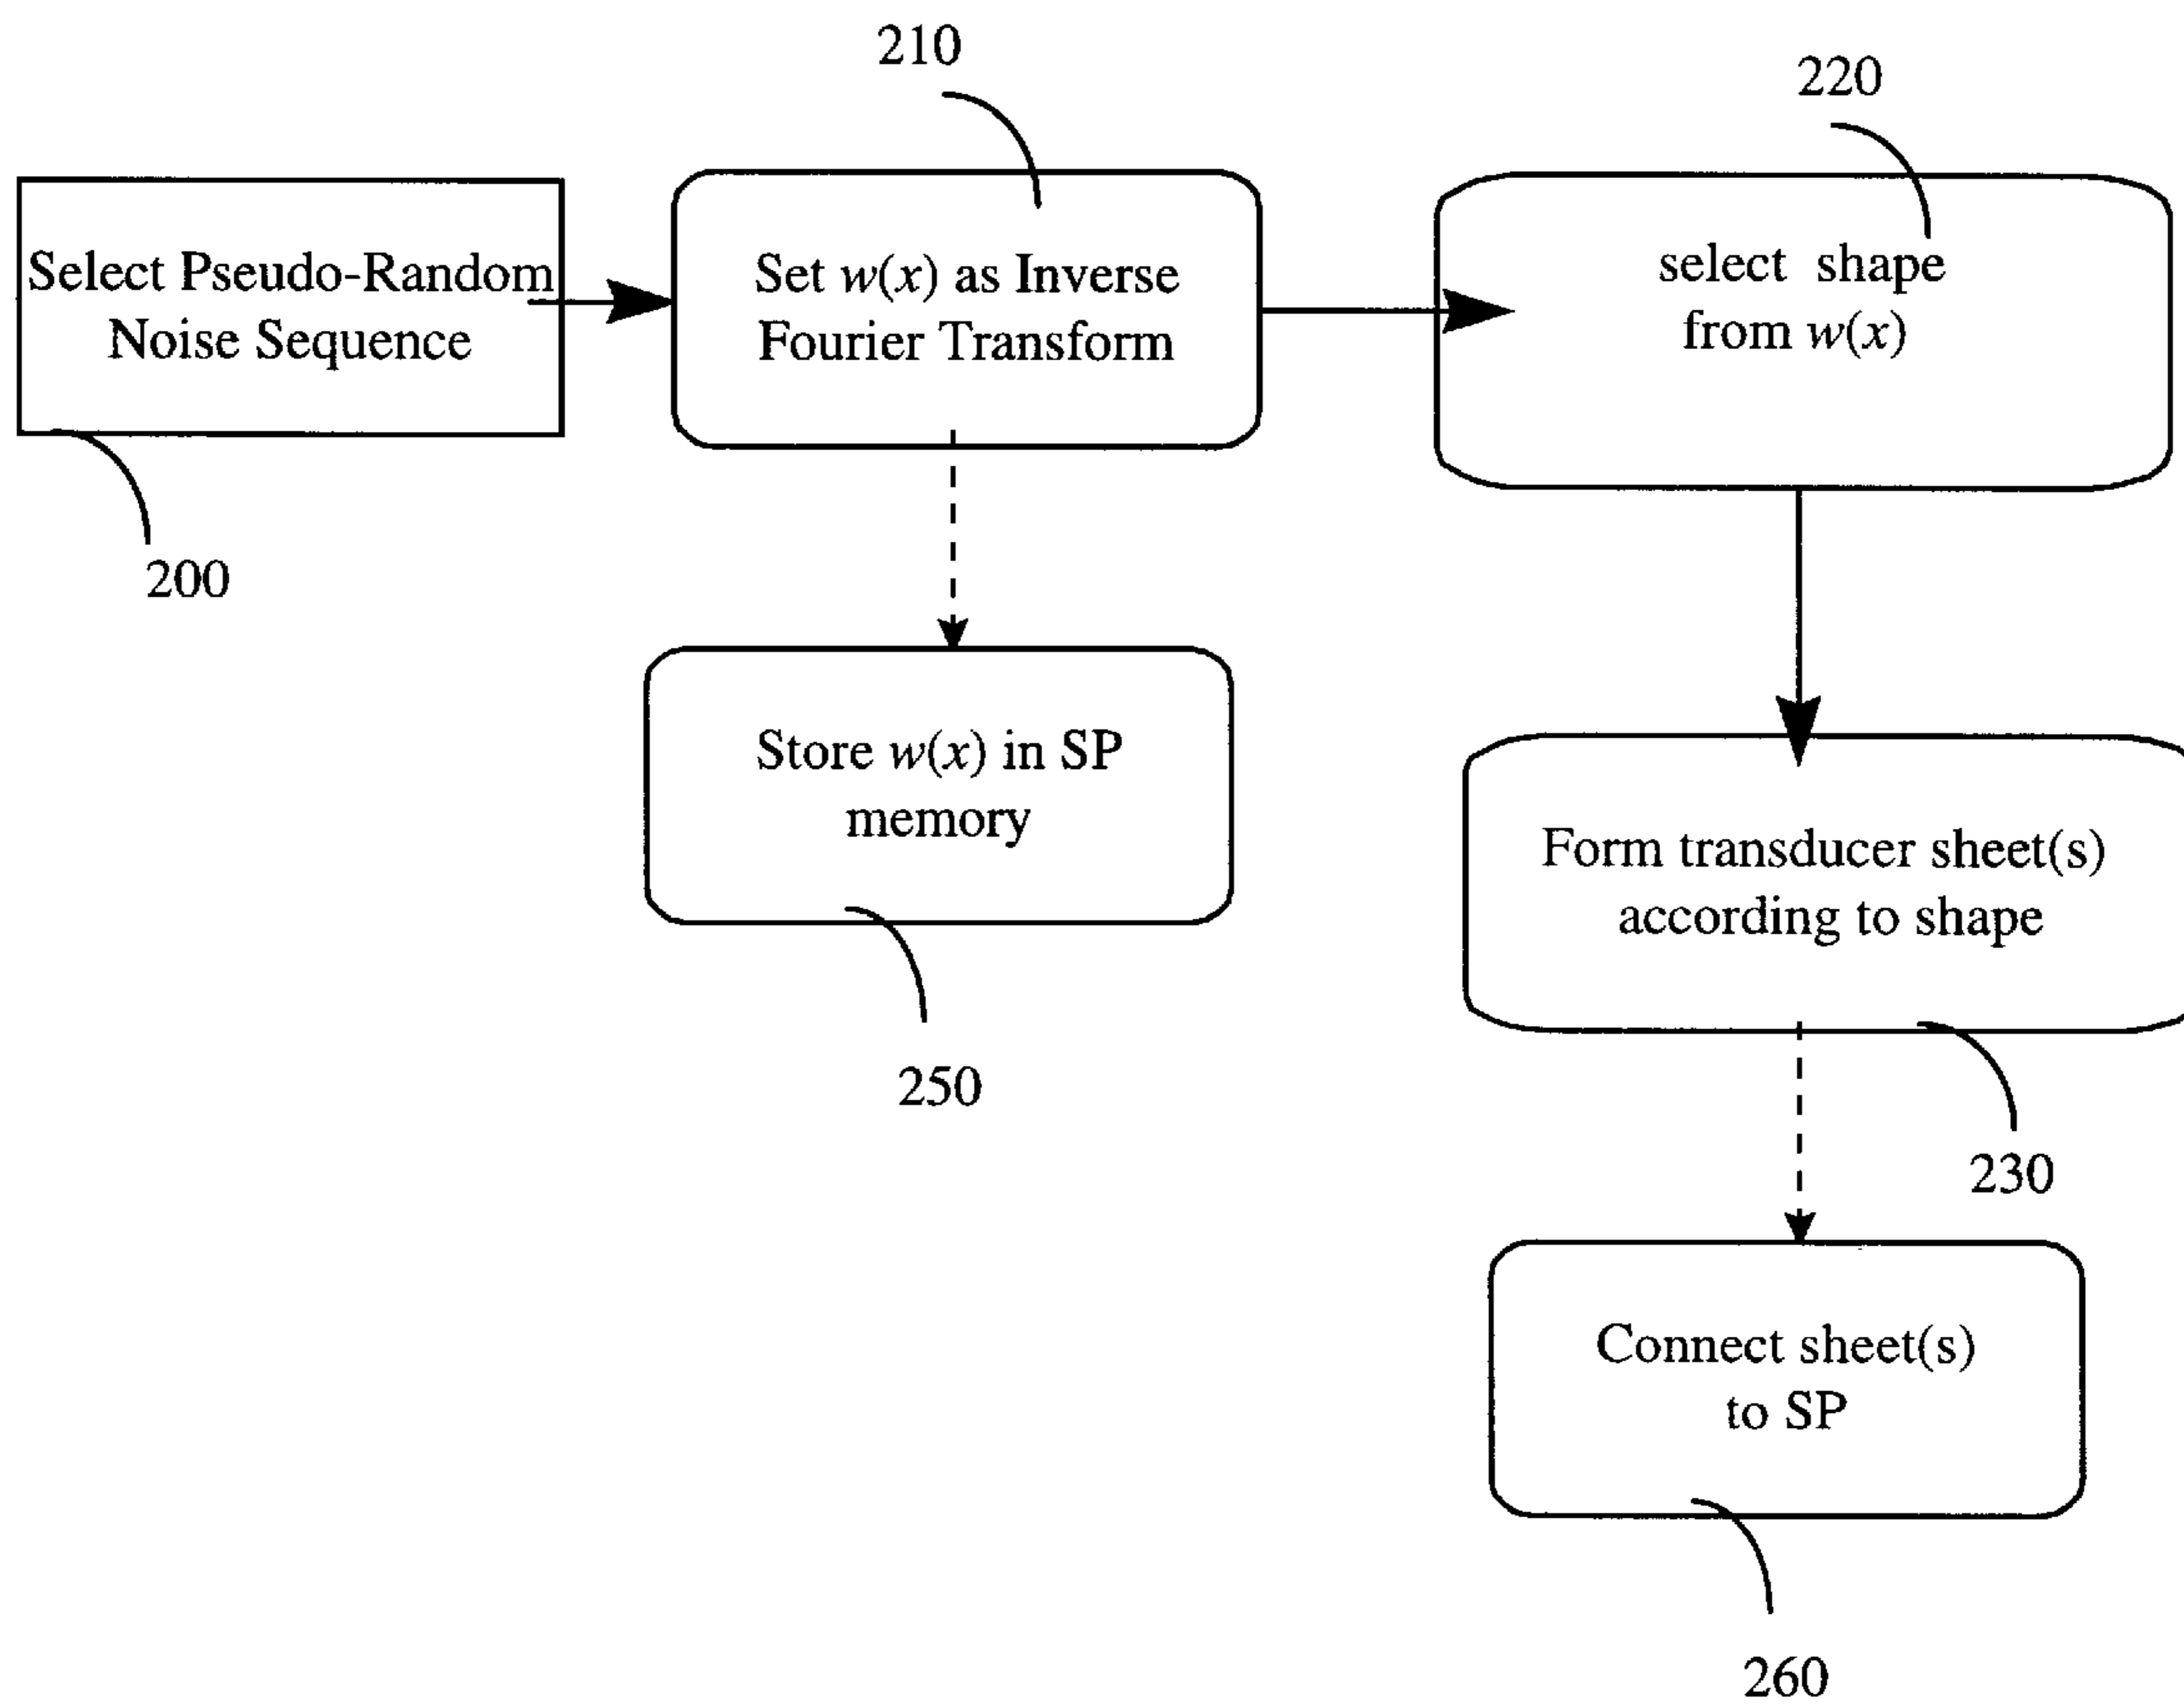 210
220
Select Pseudo-Random
Noise Sequence
Set w(x) as Inverse
Fourier Transform
select shape
from w(x)
200
Store w(x) in SP
memory
Form transducer sheet(s)
according to shape
250
230
Connect sheet(s)
to SP
260